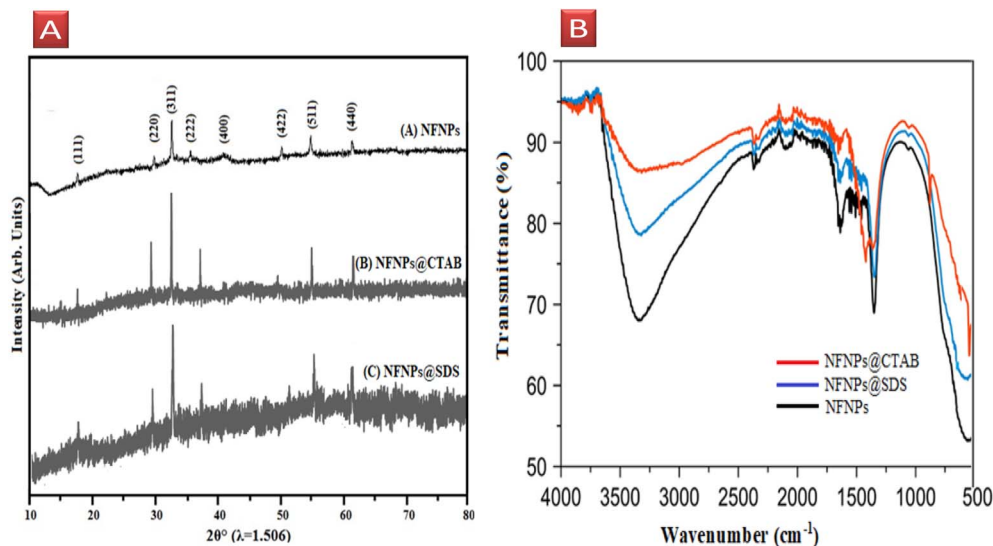 A
Intensity (Arb. Units)
(111)
(220)
(311)
(222)
(400)
(422)
(511)
(440)
(A) NFNPs
(B) NFNPs@CTAB
(C) NFNPs@SDS
10 20 30 40 50 60 70 80
2θ° (λ=1.506)
B
Transmittance (%)
100
90
80
70
60
50
NFNPs@CTAB
NFNPs@SDS
NFNPs
4000 3500 3000 2500 2000 1500 1000 500
Wavenumber (cm⁻¹)